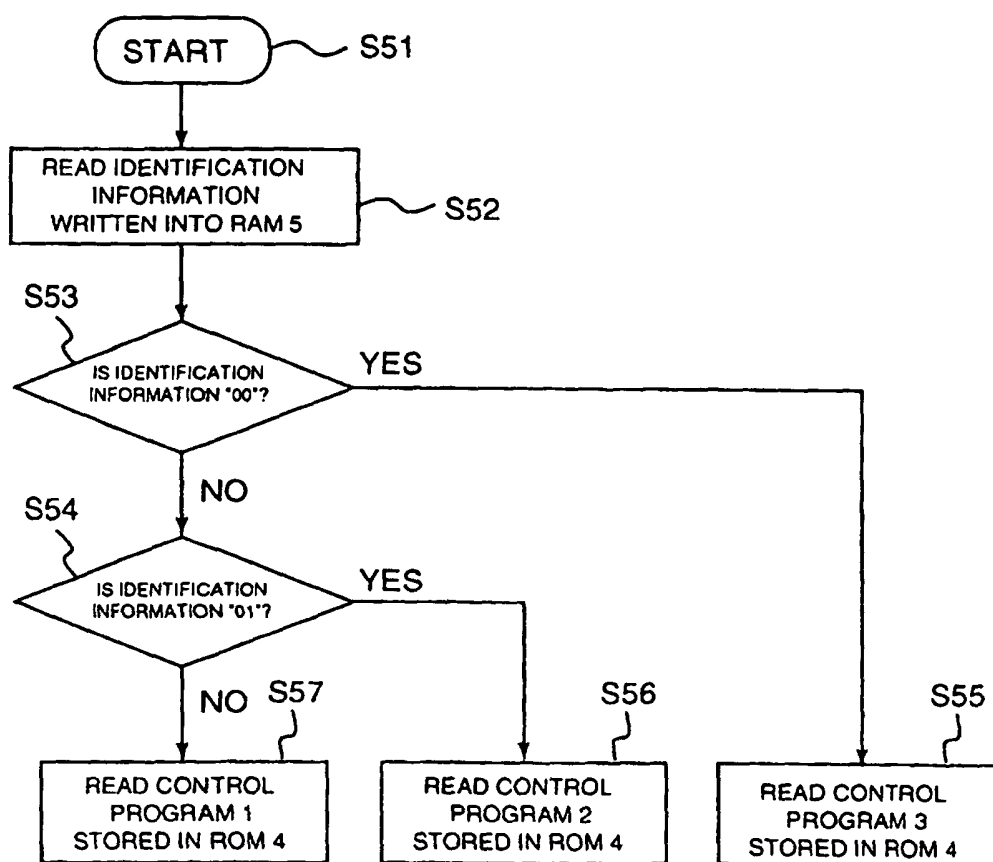 START
S51
READ IDENTIFICATION
INFORMATION
WRITTEN INTO RAM 5
S52
S53
IS IDENTIFICATION
INFORMATION "00"?
YES
NO
S54
IS IDENTIFICATION
INFORMATION "01"?
YES
NO
S57
READ CONTROL
PROGRAM 1
STORED IN ROM 4
S56
READ CONTROL
PROGRAM 2
STORED IN ROM 4
S55
READ CONTROL
PROGRAM 3
STORED IN ROM 4